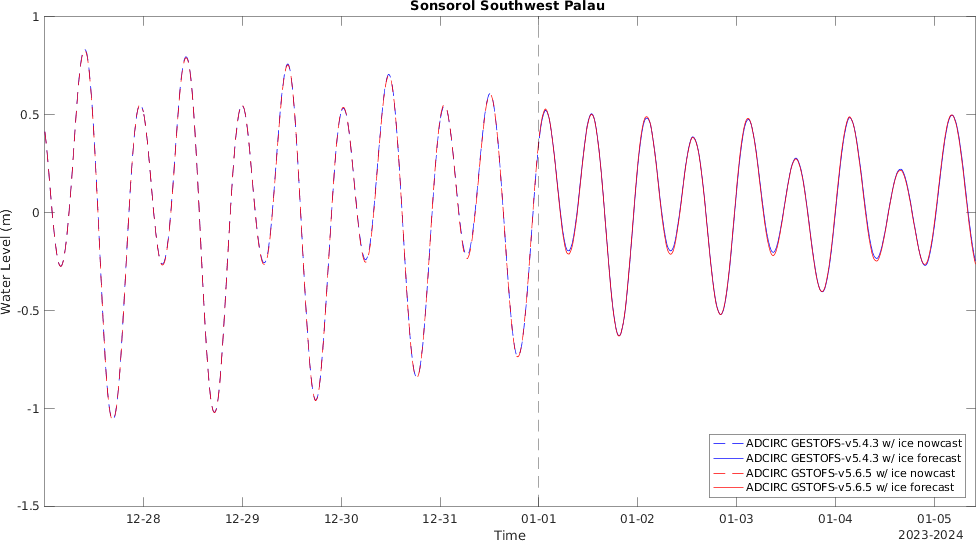 Sonsorol Southwest Palau
1
0.5
0
-0.5
-1
-1.5
Water Level (m)
12-28
12-29
12-30
12-31
01-01
01-02
01-03
01-04
01-05
Time
2023-2024
ADCIRC GESTOFS-v5.4.3 w/ ice nowcast
ADCIRC GESTOFS-v5.4.3 w/ ice forecast
ADCIRC GSTOFS-v5.6.5 w/ ice nowcast
ADCIRC GSTOFS-v5.6.5 w/ ice forecast